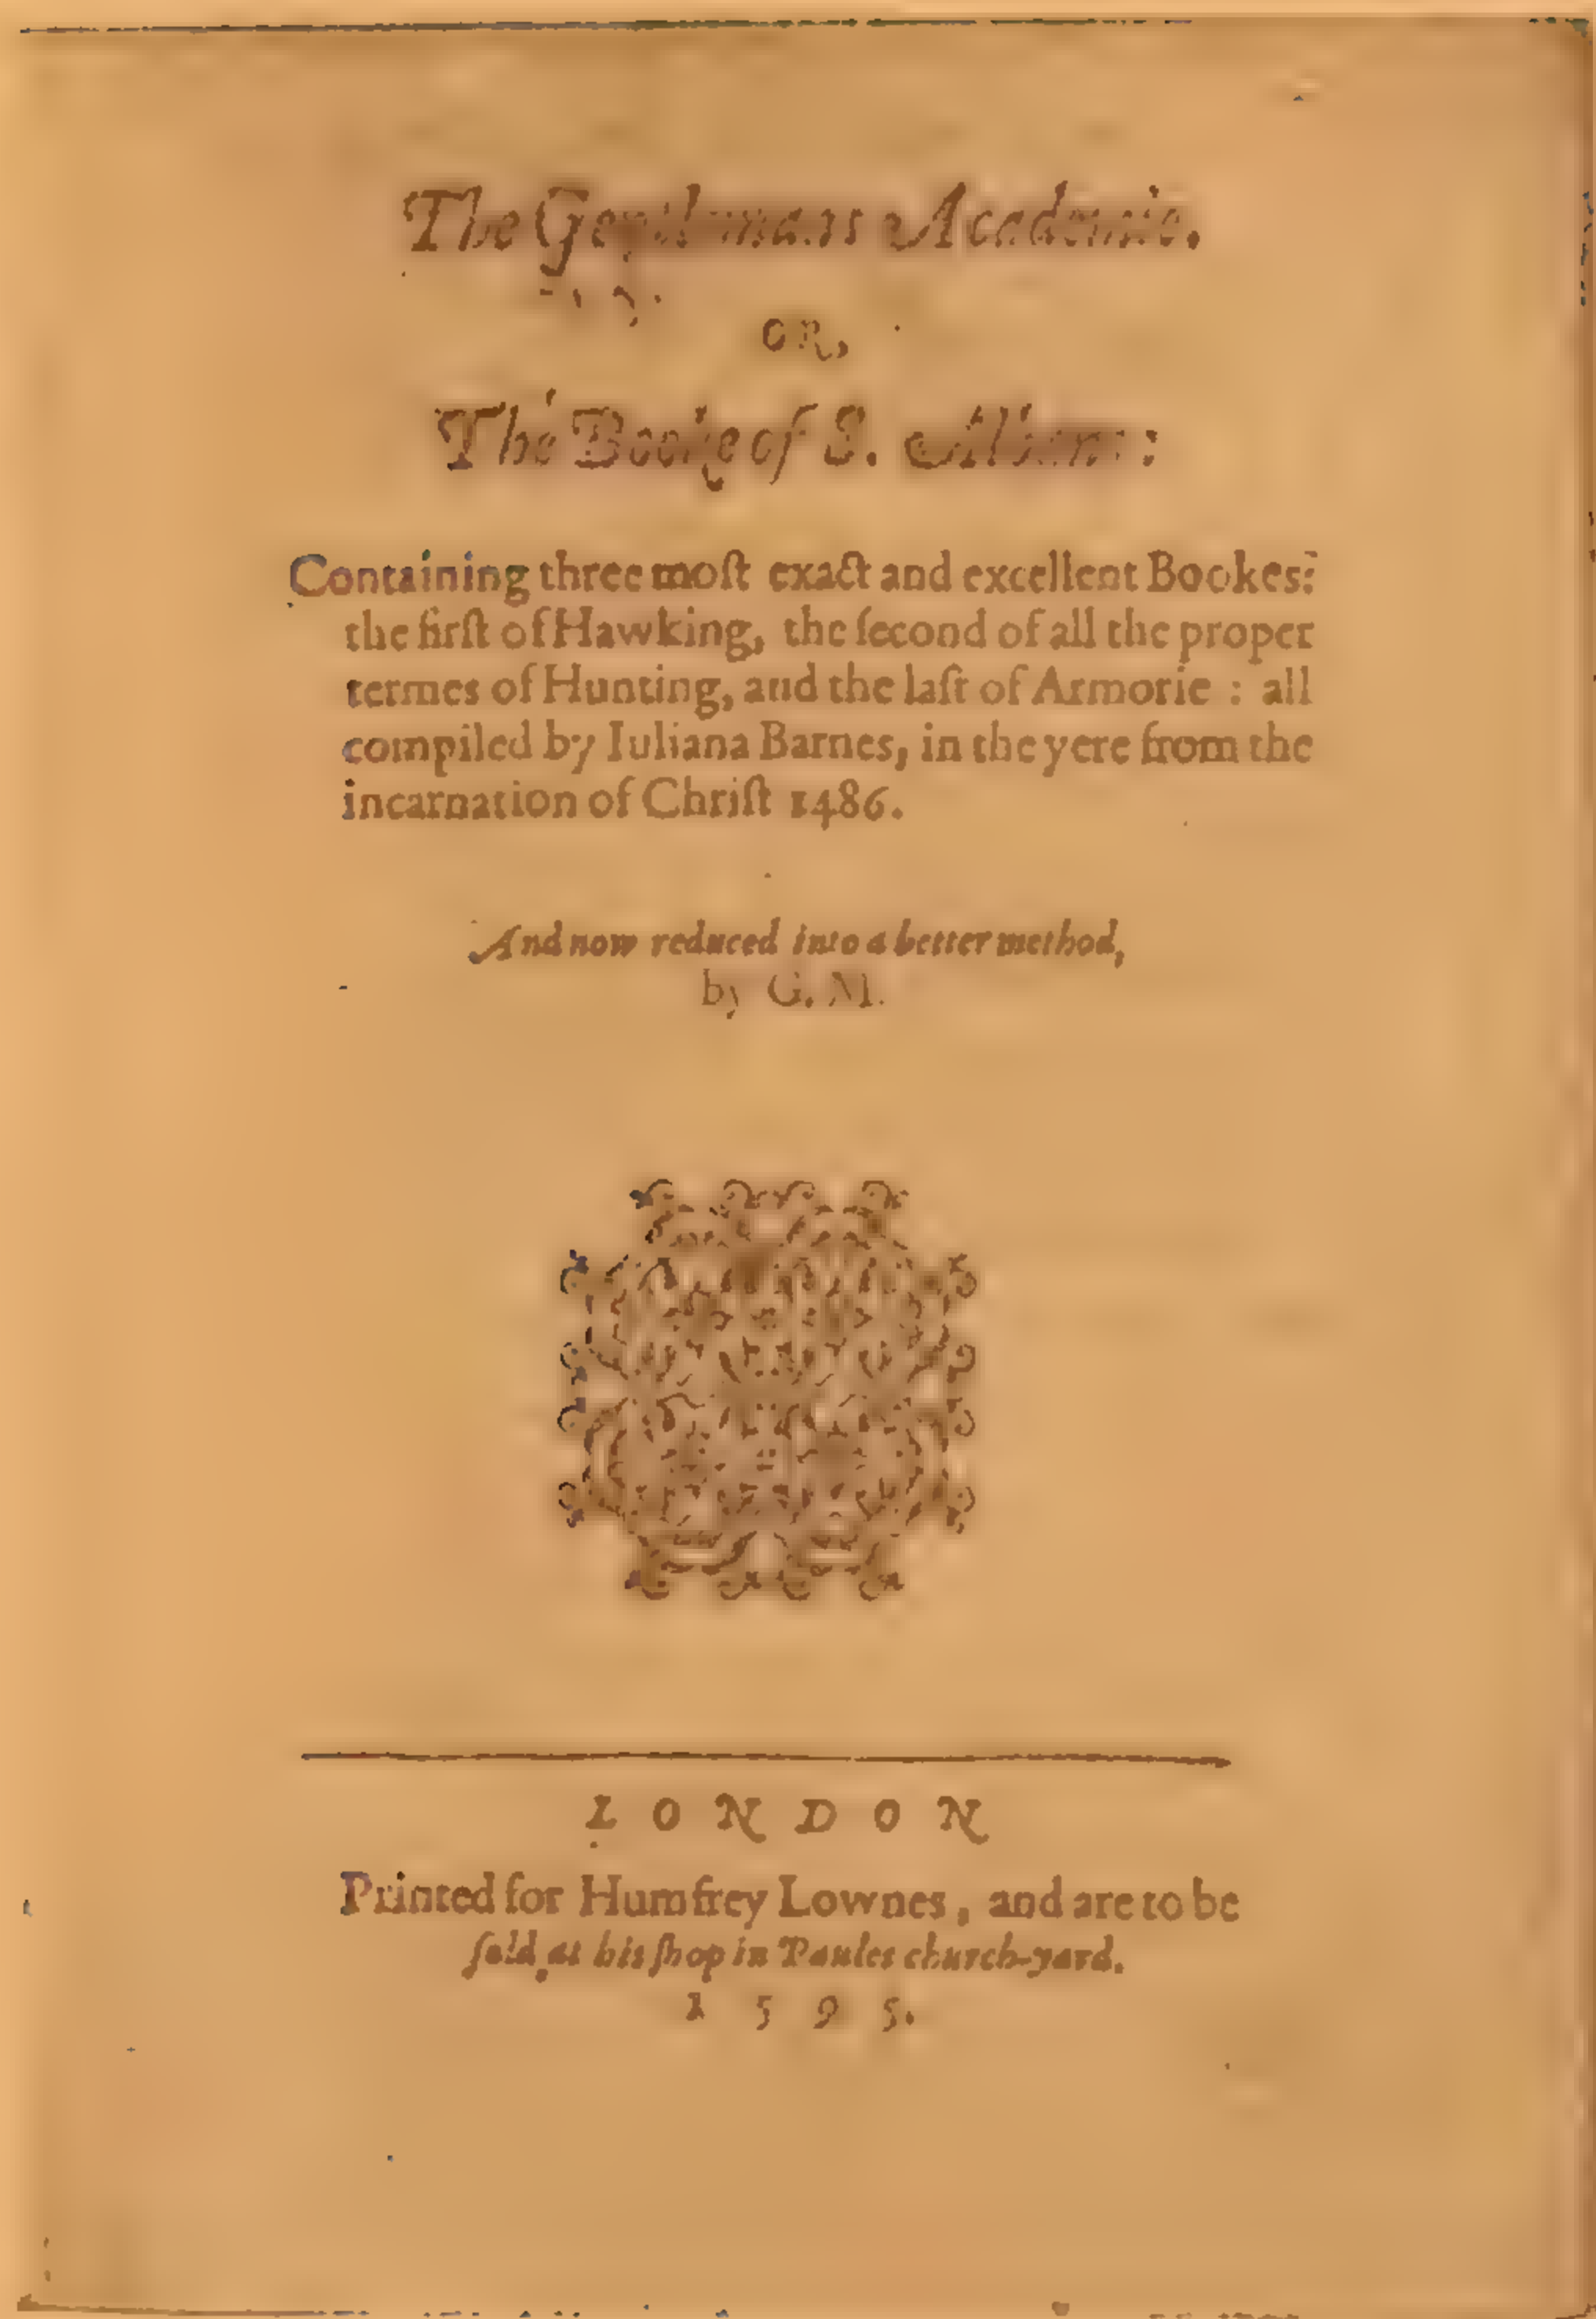 The Gentlemans Academie.
OR,
The Booke of S. Albans:
Containing three moſt exact and excellent Bookes:
the firſt of Hawking, the ſecond of all the proper
termes of Hunting, and the laſt of Armorie : all
compiled by Iuliana Barnes, in the yere from the
incarnation of Chriſt 1486.
And now reduced into a better method,
by G. M.
LONDON
Printed for Humfrey Lownes, and are to be
ſold at his ſhop in Paules church-yard.
1595.